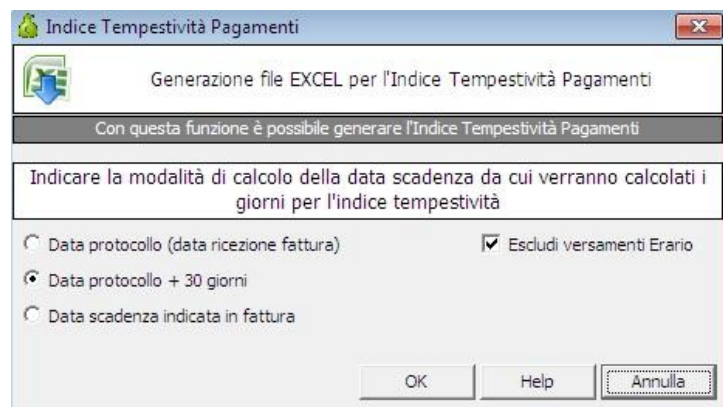 Indice Tempestività Pagamenti
Generazione file EXCEL per l'Indice Tempestività Pagamenti
Con questa funzione è possibile generare l'Indice Tempestività Pagamenti
Indicare la modalità di calcolo della data scadenza da cui verranno calcolati i
giorni per l'indice tempestività
Data protocollo (data ricezione fattura)
Escludi versamenti Erario
Data protocollo + 30 giorni
Data scadenza indicata in fattura
OK
Help
Annulla